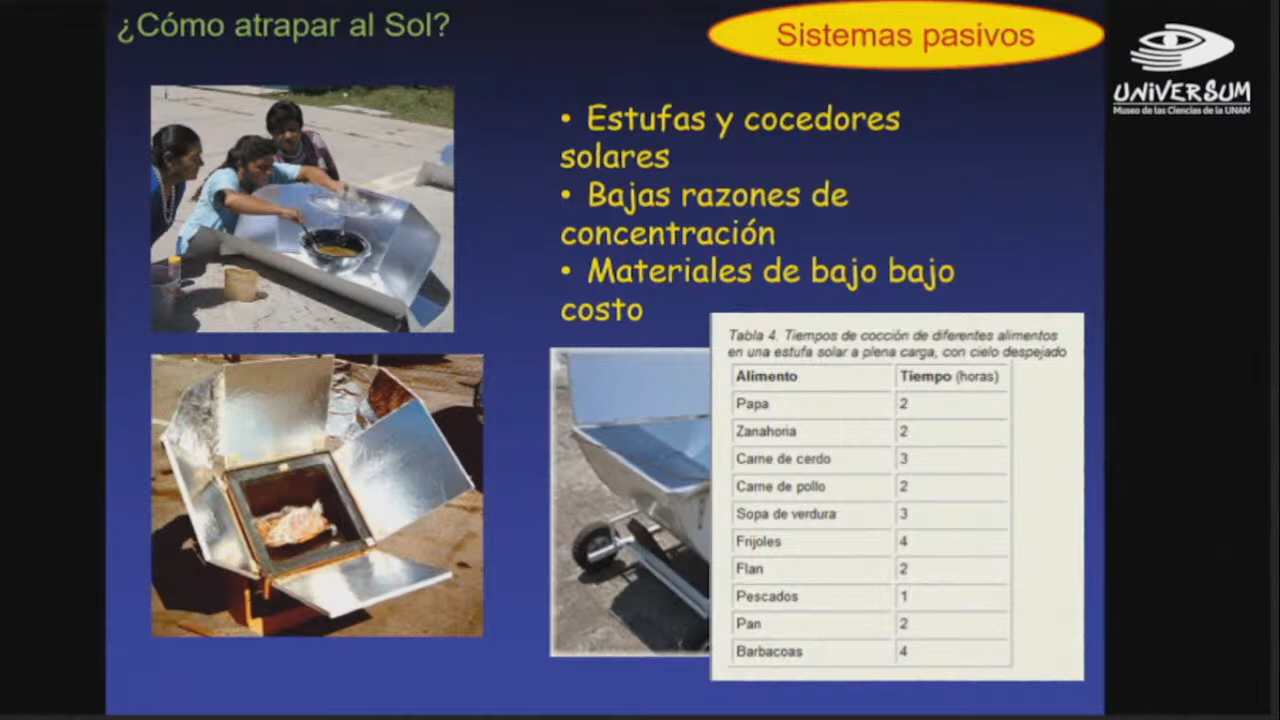 ¿Cómo atrapar al Sol?
Sistemas pasivos
UNiVERSUM
Museo de las Ciencias de la UNAM
• Estufas y cocedores
solares
• Bajas razones de
concentración
• Materiales de bajo bajo
costo
Tabla 4. Tiempos de cocción de diferentes alimentos
en una estufa solar a plena carga, con cielo despejado
Alimento Tiempo (horas)
Papa 2
Zanahoria 2
Carne de cerdo 3
Carne de pollo 2
Sopa de verdura 3
Frijoles 4
Flan 2
Pescados 1
Pan 2
Barbacoas 4